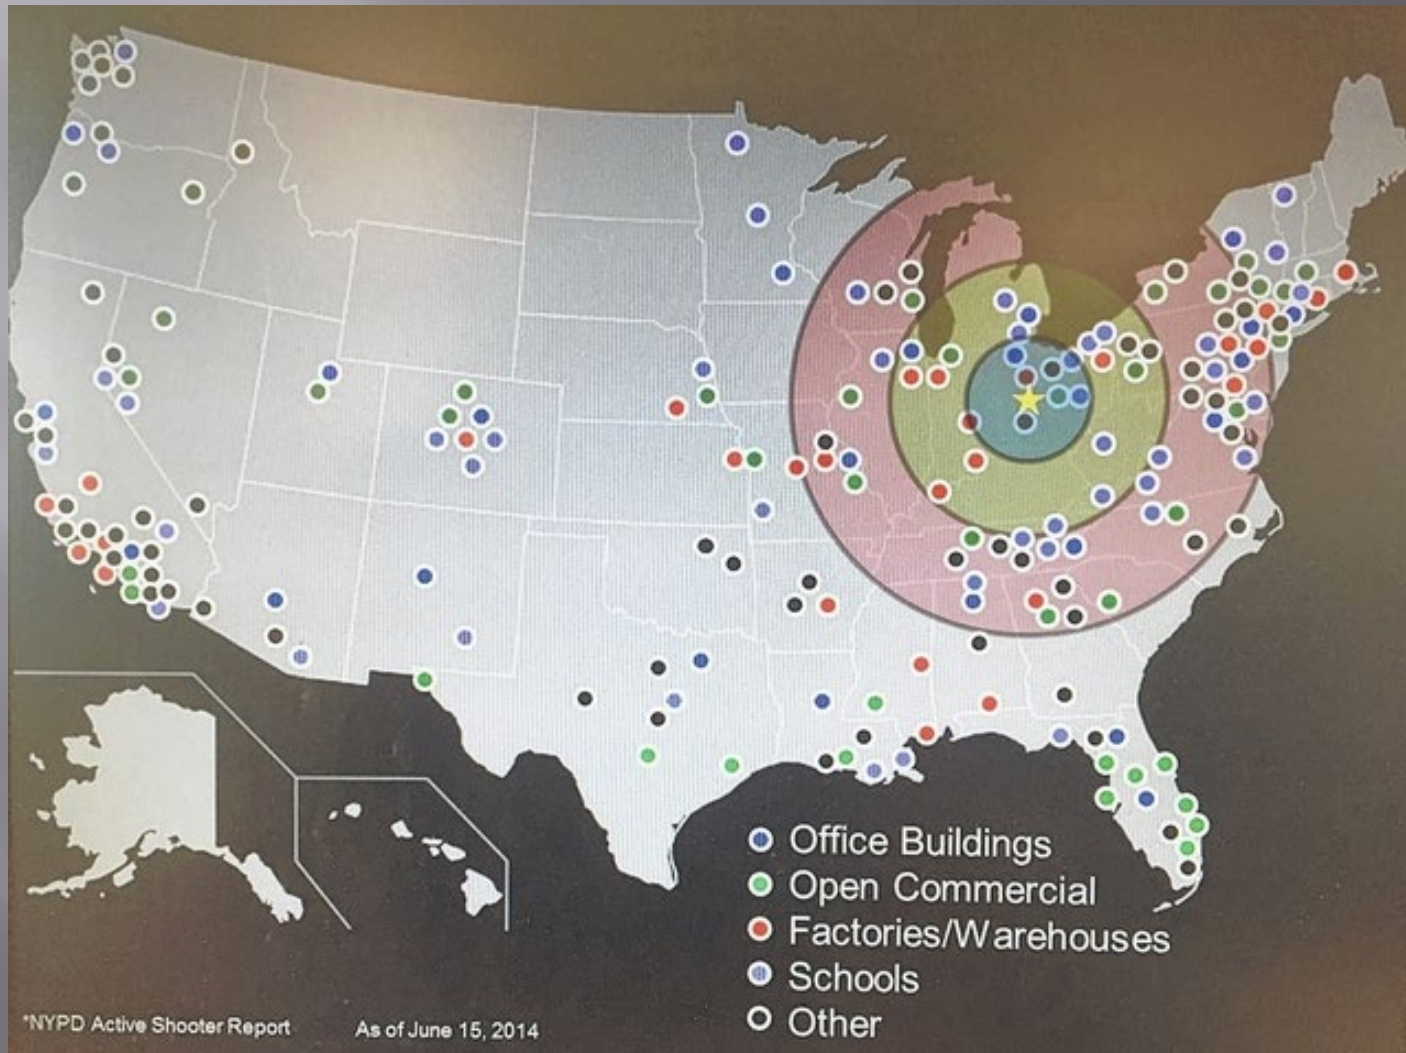 Office Buildings
Open Commercial
Factories/Warehouses
Schools
Other
*NYPD Active Shooter Report
As of June 15, 2014